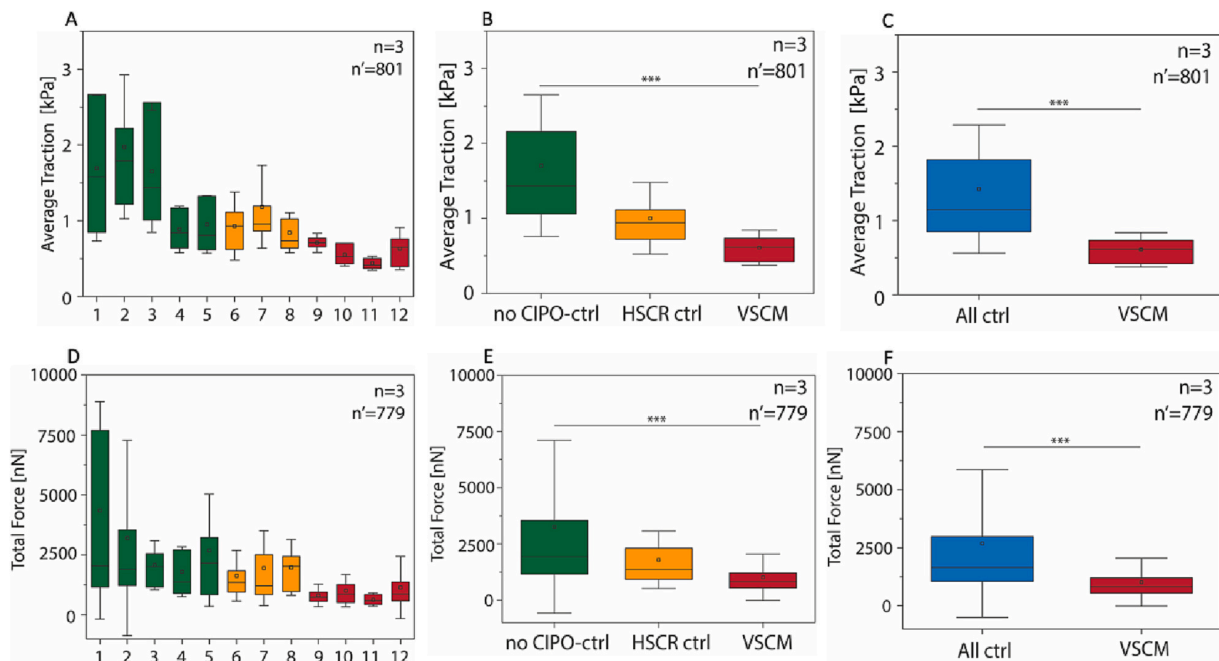 A
n=3
n'=801
Average Traction [kPa]
3
2
1
0
1 2 3 4 5 6 7 8 9 10 11 12
B
n=3
n'=801
***
Average Traction [kPa]
3
2
1
0
no CIPO-ctrl HSCR ctrl VSCM
C
n=3
n'=801
***
Average Traction [kPa]
3
2
1
0
All ctrl VSCM
D
n=3
n'=779
Total Force [nN]
10000
7500
5000
2500
0
1 2 3 4 5 6 7 8 9 10 11 12
E
n=3
n'=779
***
Total Force [nN]
10000
7500
5000
2500
0
no CIPO-ctrl HSCR ctrl VSCM
F
n=3
n'=779
***
Total Force [nN]
10000
7500
5000
2500
0
All ctrl VSCM